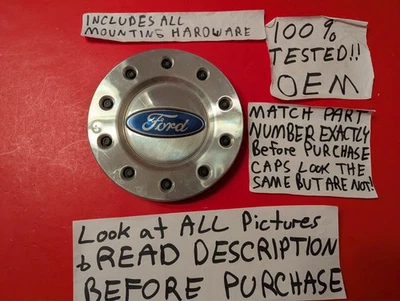 INCLUDES ALL
MOUNTING HARDWARE
100%
TESTED!!
OEM
Ford
MATCH PART
NUMBER EXACTLY
Before PURCHASE
CAPS LOOK THE
SAME BUT ARE NOT!
Look at ALL Pictures
& READ DESCRIPTION
BEFORE PURCHASE